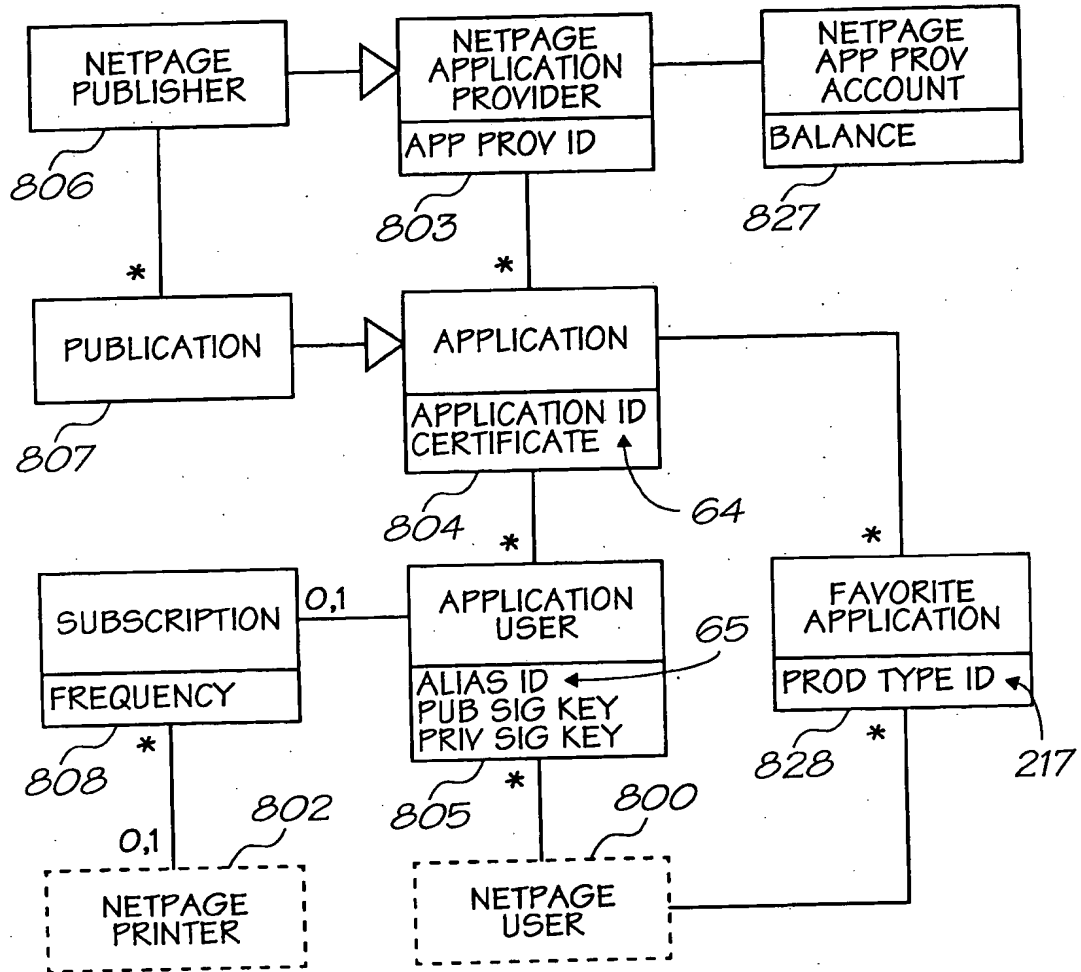 NETPAGE
PUBLISHER
806
NETPAGE
APPLICATION
PROVIDER
APP PROV ID
803
NETPAGE
APP PROV
ACCOUNT
BALANCE
827
*
*
PUBLICATION
807
APPLICATION
APPLICATION ID
CERTIFICATE
804
64
*
*
SUBSCRIPTION
FREQUENCY
808
0,1
APPLICATION
USER
ALIAS ID
PUB SIG KEY
PRIV SIG KEY
805
65
FAVORITE
APPLICATION
PROD TYPE ID
828
217
*
*
*
0,1
802
800
NETPAGE
PRINTER
NETPAGE
USER